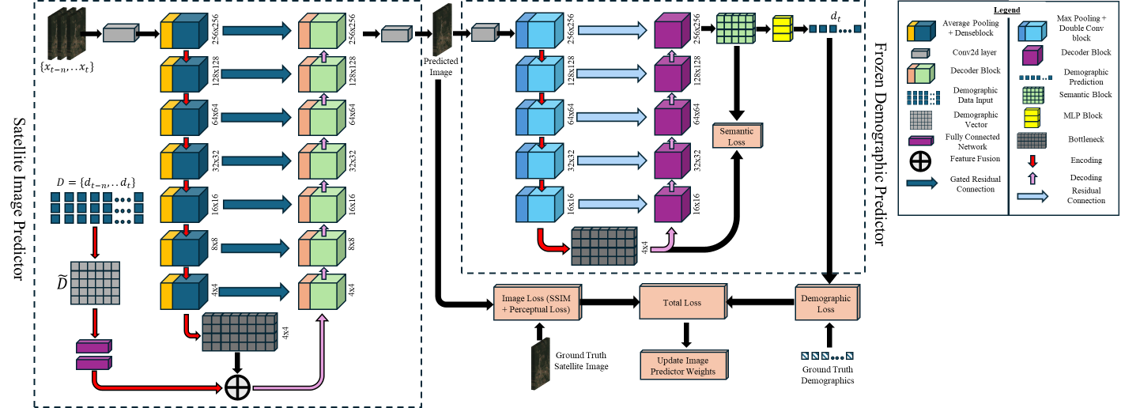 Satellite Image Predictor
{x_{t-n}, .. x_t}
256x256
128x128
64x64
32x32
16x16
8x8
4x4
256x256
128x128
64x64
32x32
16x16
8x8
4x4
4x4
D = {d_{t-n}, .. d_t}
D̃
Predicted
Image
Frozen Demographic Predictor
256x256
128x128
64x64
32x32
16x16
256x256
128x128
64x64
32x32
16x16
4x4
d_t
Semantic
Loss
Image Loss (SSIM
+ Perceptual Loss)
Total Loss
Demographic
Loss
Ground Truth
Satellite Image
Update Image
Predictor Weights
Ground Truth
Demographics
Legend
Average Pooling
+ Denseblock
Conv2d layer
Decoder Block
Demographic
Data Input
Demographic
Vector
Fully Connected
Network
Feature Fusion
Gated Residual
Connection
Max Pooling +
Double Conv
block
Decoder Block
Demographic
Prediction
Semantic Block
MLP Block
Bottleneck
Encoding
Decoding
Residual
Connection